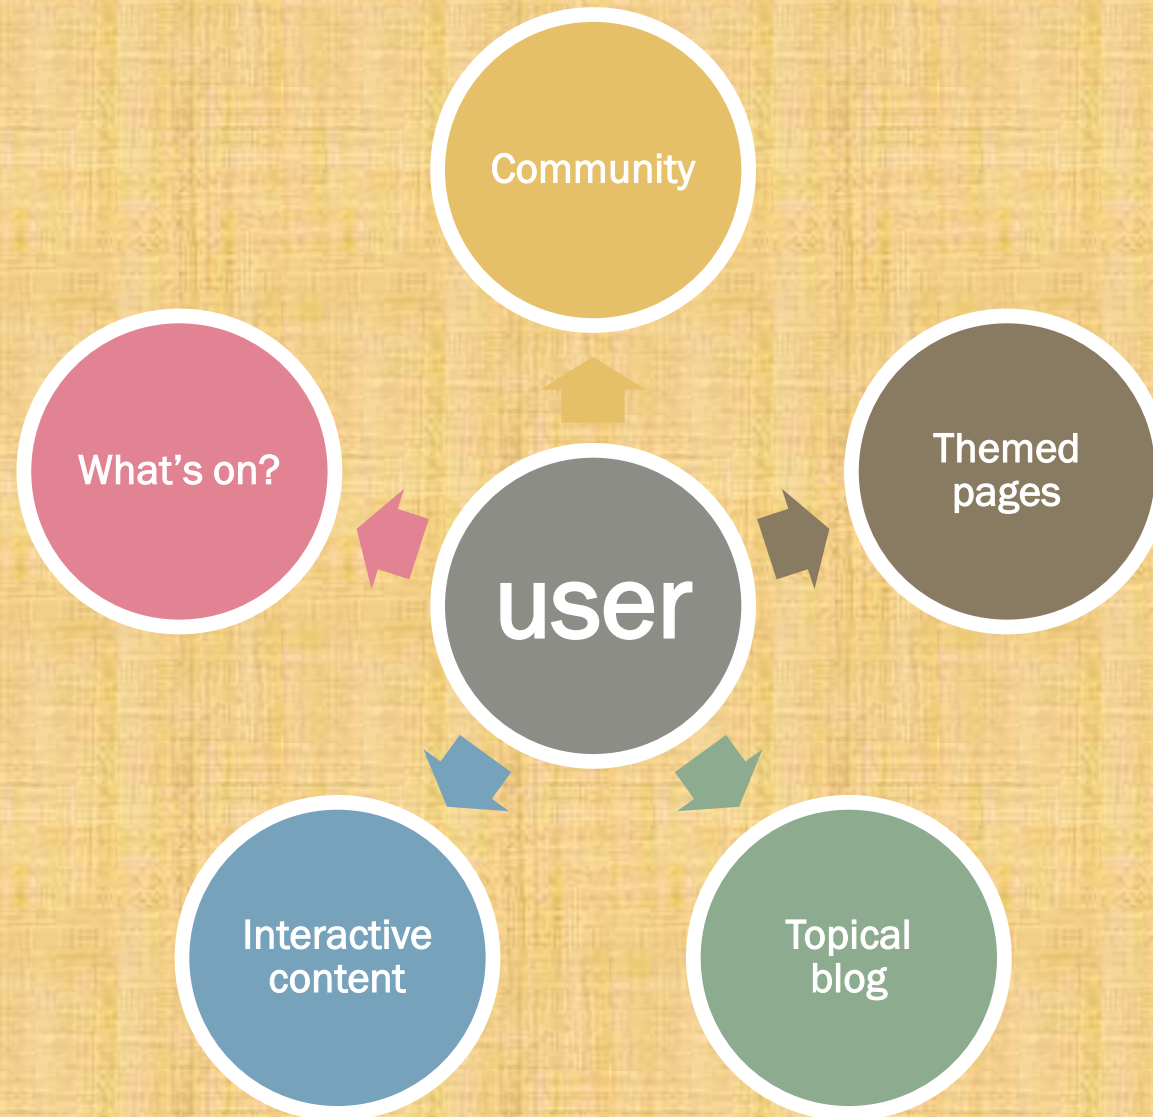 Community
What’s on?
Themed
pages
user
Interactive
content
Topical
blog